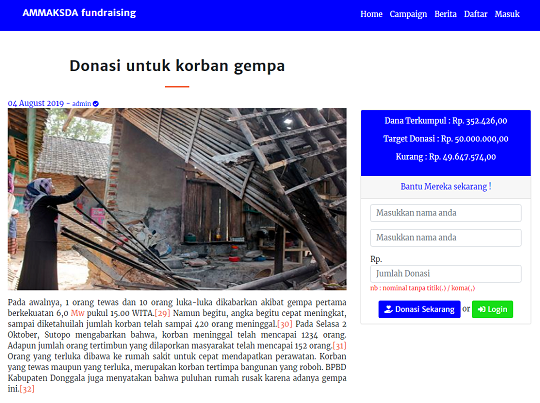 AMMAKSDA fundraising
Home Campaign Berita Daftar Masuk
Donasi untuk korban gempa
04 August 2019 - admin
Pada awalnya, 1 orang tewas dan 10 orang luka-luka dikabarkan akibat gempa pertama
berkekuatan 6,0 Mw pukul 15.00 WITA.[29] Namun begitu, angka begitu cepat meningkat,
sampai diketahuilah jumlah korban telah sampai 420 orang meninggal.[30] Pada Selasa 2
Oktober, Sutopo mengabarkan bahwa, korban meninggal telah mencapai 1234 orang.
Adapun jumlah orang tertimbun yang dilaporkan masyarakat telah mencapai 152 orang.[31]
Orang yang terluka dibawa ke rumah sakit untuk cepat mendapatkan perawatan. Korban
yang tewas maupun yang terluka, merupakan korban tertimpa bangunan yang roboh. BPBD
Kabupaten Donggala juga menyatakan bahwa puluhan rumah rusak karena adanya gempa
ini.[32]
Dana Terkumpul : Rp. 352.426,00
Target Donasi : Rp. 50.000.000,00
Kurang : Rp. 49.647.574,00
Bantu Mereka sekarang !
Masukkan nama anda
Masukkan nama anda
Rp.
Jumlah Donasi
nb : nominal tanpa titik(.) / koma(,)
Donasi Sekarang or Login